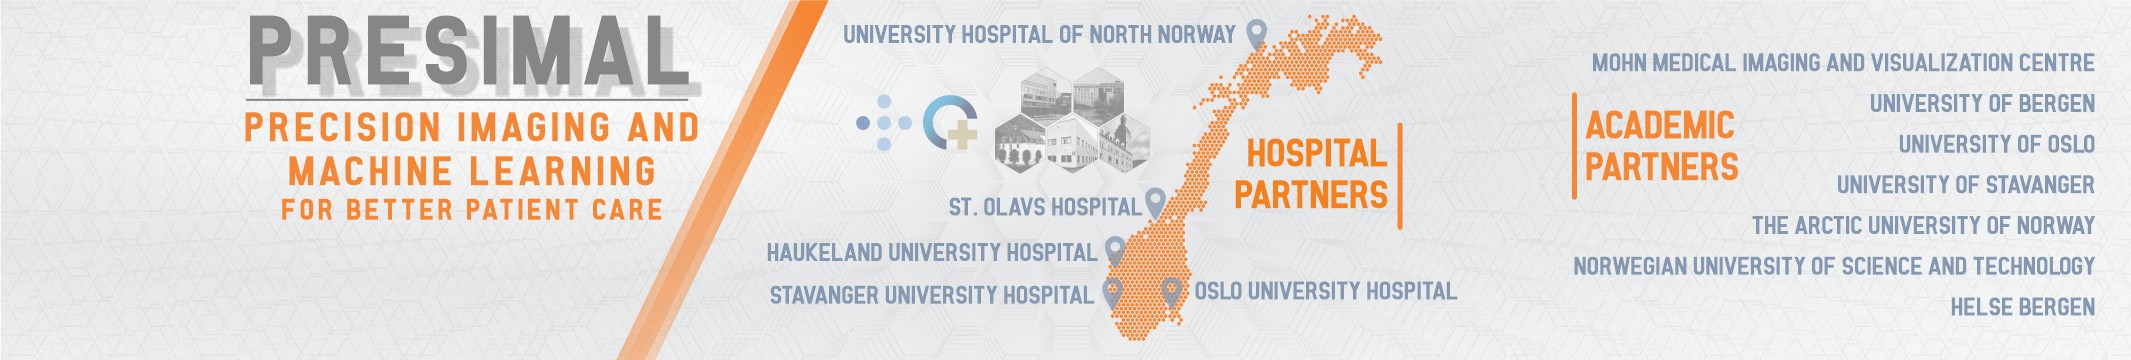 PRESIMAL
PRECISION IMAGING AND
MACHINE LEARNING
FOR BETTER PATIENT CARE
UNIVERSITY HOSPITAL OF NORTH NORWAY
HOSPITAL
PARTNERS
ST. OLAVS HOSPITAL
HAUKELAND UNIVERSITY HOSPITAL
STAVANGER UNIVERSITY HOSPITAL
OSLO UNIVERSITY HOSPITAL
ACADEMIC
PARTNERS
MOHN MEDICAL IMAGING AND VISUALIZATION CENTRE
UNIVERSITY OF BERGEN
UNIVERSITY OF OSLO
UNIVERSITY OF STAVANGER
THE ARCTIC UNIVERSITY OF NORWAY
NORWEGIAN UNIVERSITY OF SCIENCE AND TECHNOLOGY
HELSE BERGEN